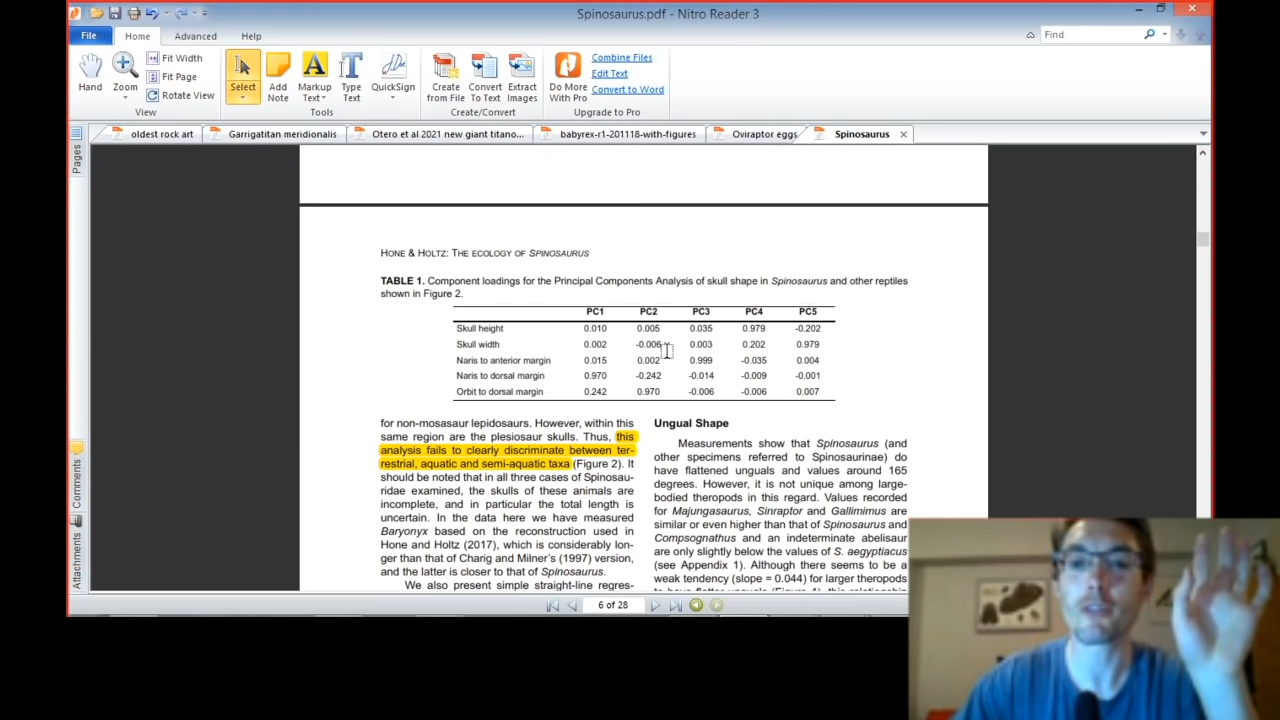 Spinosaurus.pdf - Nitro Reader 3
File Home Advanced Help Find
Hand
Zoom
Fit Width
Fit Page
Rotate View
Select
Add Note
Markup Text
Type Text
QuickSign
Create from File
Convert To Text
Extract Images
Do More With Pro
Combine Files
Edit Text
Convert to Word
View Tools Create/Convert Upgrade to Pro
oldest rock art Garrigatitan meridionalis Otero et al 2021 new giant titano... babyrex-r1-201118-with-figures Oviraptor eggs Spinosaurus
Pages
Comments
Attachments
HONE & HOLTZ: THE ECOLOGY OF SPINOSAURUS
TABLE 1. Component loadings for the Principal Components Analysis of skull shape in Spinosaurus and other reptiles
shown in Figure 2.
PC1 PC2 PC3 PC4 PC5
Skull height 0.010 0.005 0.035 0.979 -0.202
Skull width 0.002 -0.006 0.003 0.202 0.979
Naris to anterior margin 0.015 0.002 0.999 -0.035 0.004
Naris to dorsal margin 0.970 -0.242 -0.014 -0.009 -0.001
Orbit to dorsal margin 0.242 0.970 -0.006 -0.006 0.007
for non-mosasaur lepidosaurs. However, within this
same region are the plesiosaur skulls. Thus, this
analysis fails to clearly discriminate between ter-
restrial, aquatic and semi-aquatic taxa (Figure 2). It
should be noted that in all three cases of Spinosau-
ridae examined, the skulls of these animals are
incomplete, and in particular the total length is
uncertain. In the data here we have measured
Baryonyx based on the reconstruction used in
Hone and Holtz (2017), which is considerably lon-
ger than that of Charig and Milner's (1997) version,
and the latter is closer to that of Spinosaurus.
We also present simple straight-line regres-
Ungual Shape
Measurements show that Spinosaurus (and
other specimens referred to Spinosaurinae) do
have flattened unguals and values around 165
degrees. However, it is not unique among large-
bodied theropods in this regard. Values recorded
for Majungasaurus, Sinraptor and Gallimimus are
similar or even higher than that of Spinosaurus and
Compsognathus and an indeterminate abelisaur
are only slightly below the values of S. aegyptiacus
(see Appendix 1). Although there seems to be a
weak tendency (slope = 0.044) for larger theropods
6 of 28